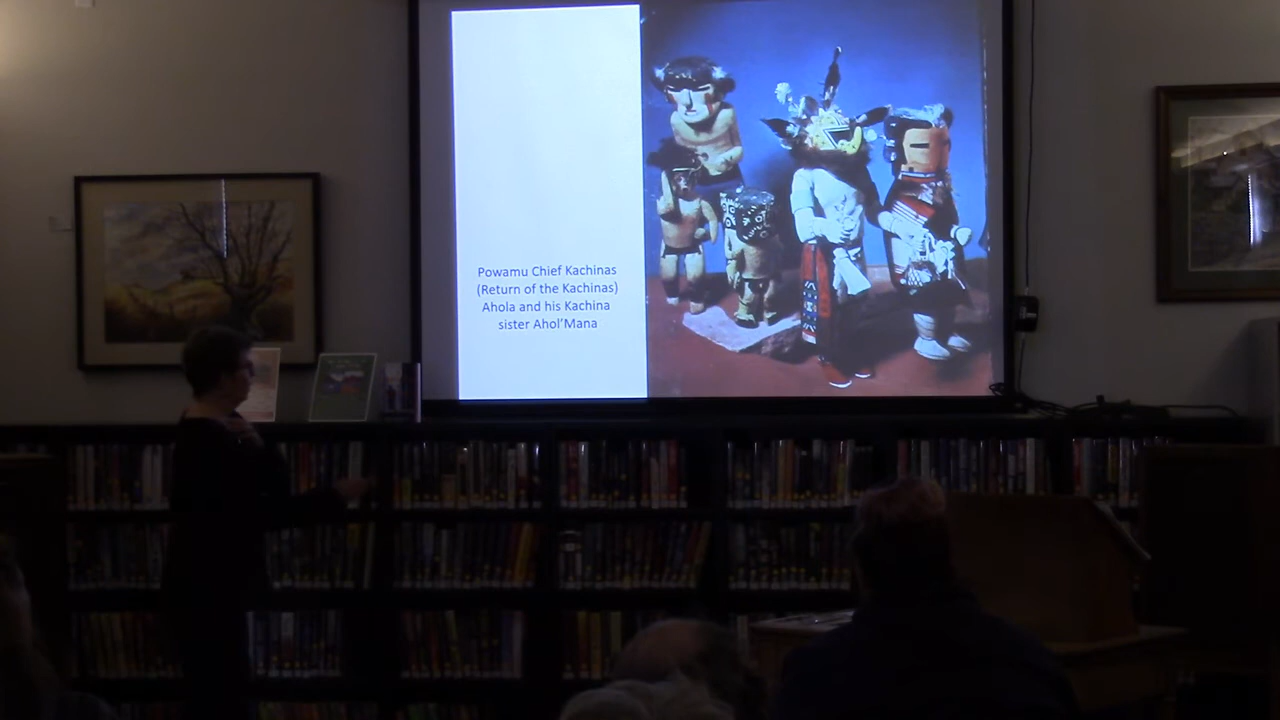 Powamu Chief Kachinas
(Return of the Kachinas)
Ahola and his Kachina
sister Ahol'Mana